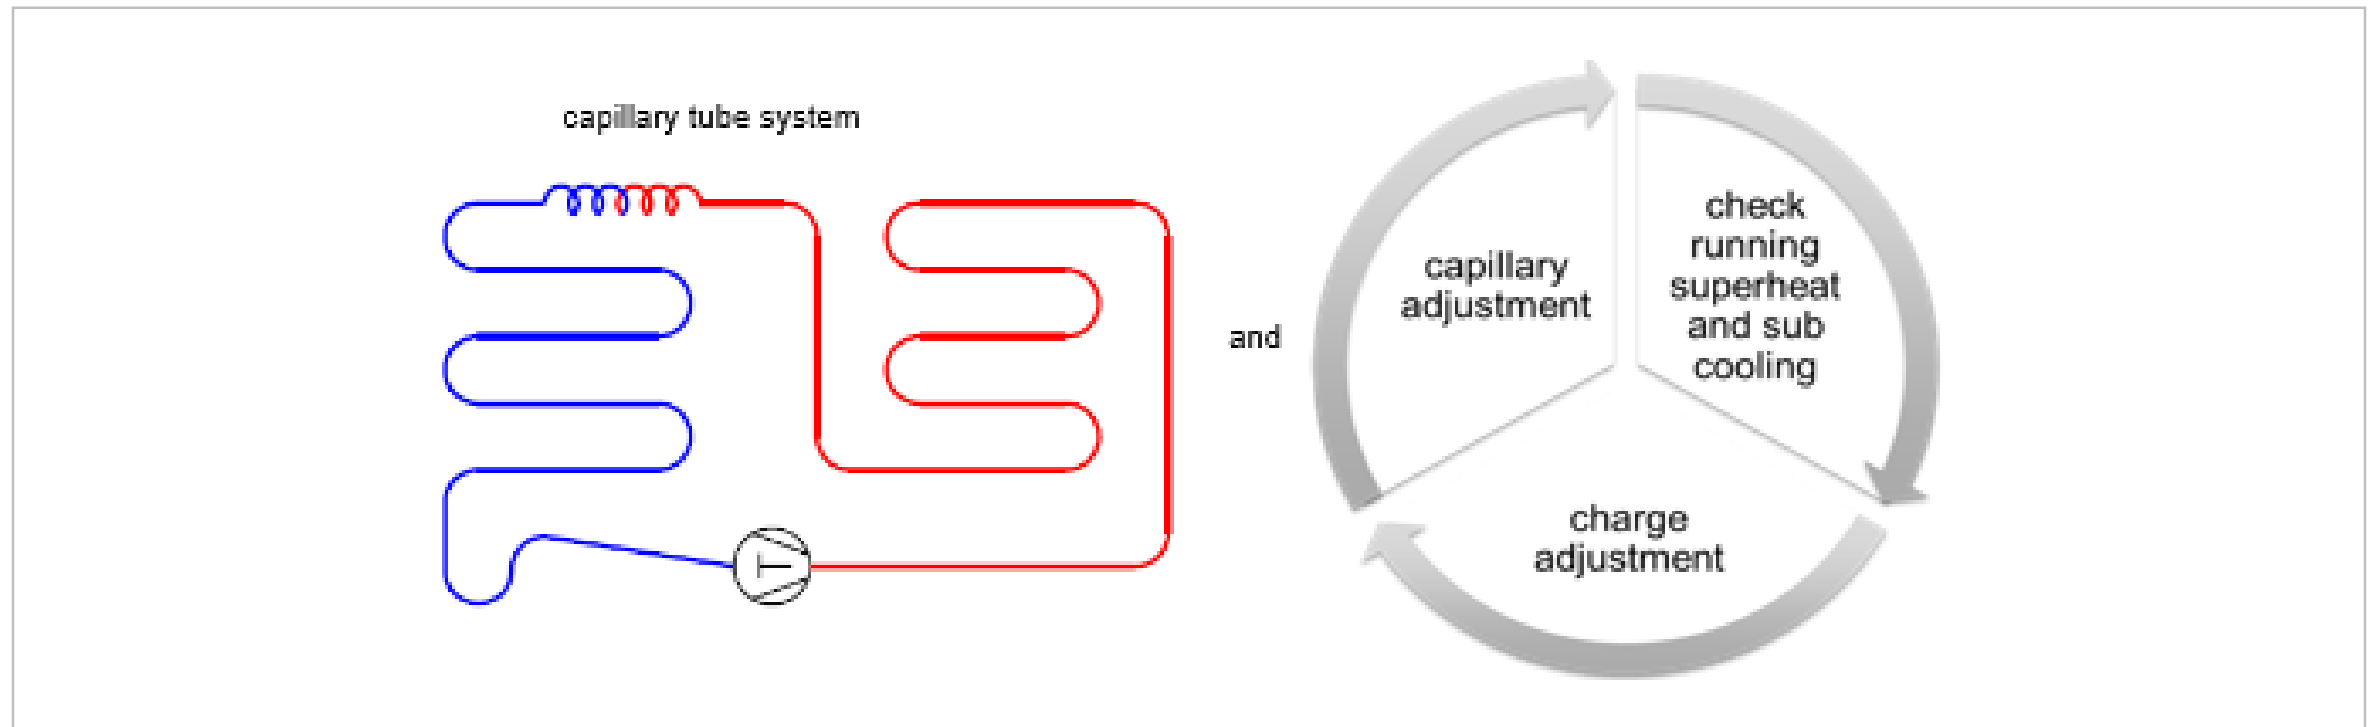 capillary tube system
and
capillary
adjustment
check
running
superheat
and sub
cooling
charge
adjustment